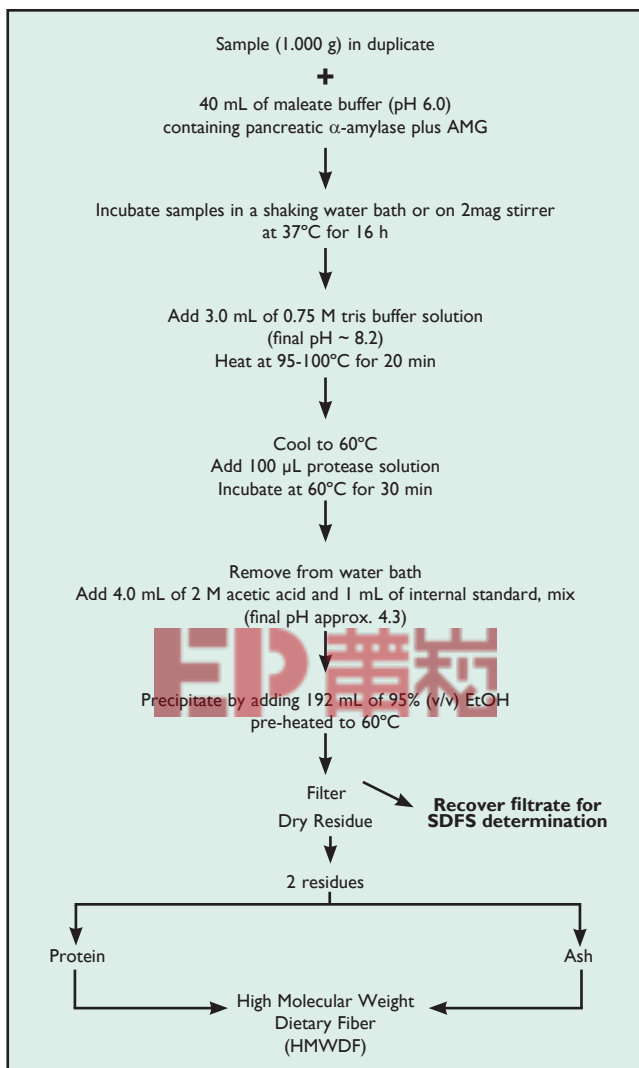 Sample (1.000 g) in duplicate
+
40 mL of maleate buffer (pH 6.0)
containing pancreatic α-amylase plus AMG
Incubate samples in a shaking water bath or on 2mag stirrer
at 37ºC for 16 h
Add 3.0 mL of 0.75 M tris buffer solution
(final pH ~ 8.2)
Heat at 95-100ºC for 20 min
Cool to 60ºC
Add 100 µL protease solution
Incubate at 60ºC for 30 min
Remove from water bath
Add 4.0 mL of 2 M acetic acid and 1 mL of internal standard, mix
(final pH approx. 4.3)
EP
Precipitate by adding 192 mL of 95% (v/v) EtOH
pre-heated to 60ºC
Filter
Recover filtrate for
SDFS determination
Dry Residue
2 residues
Protein
Ash
High Molecular Weight
Dietary Fiber
(HMWDF)